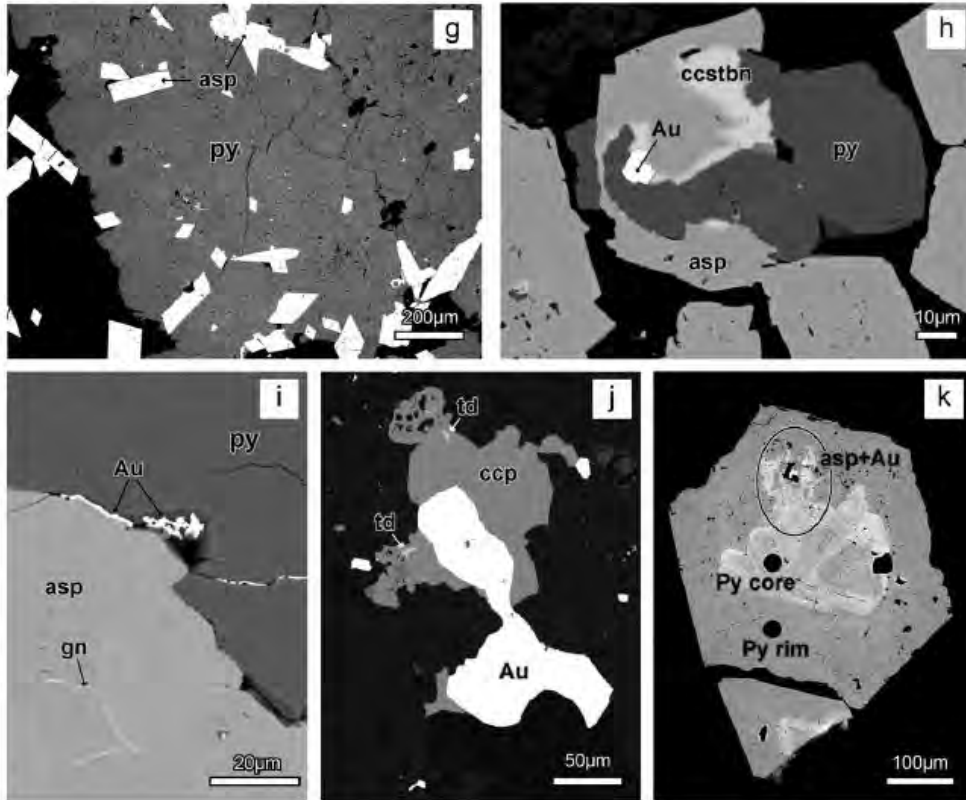 g
asp
py
200µm
h
ccstbn
Au
py
asp
10µm
i
py
Au
asp
gn
20µm
j
td
ccp
td
Au
50µm
k
asp+Au
Py core
Py rim
100µm